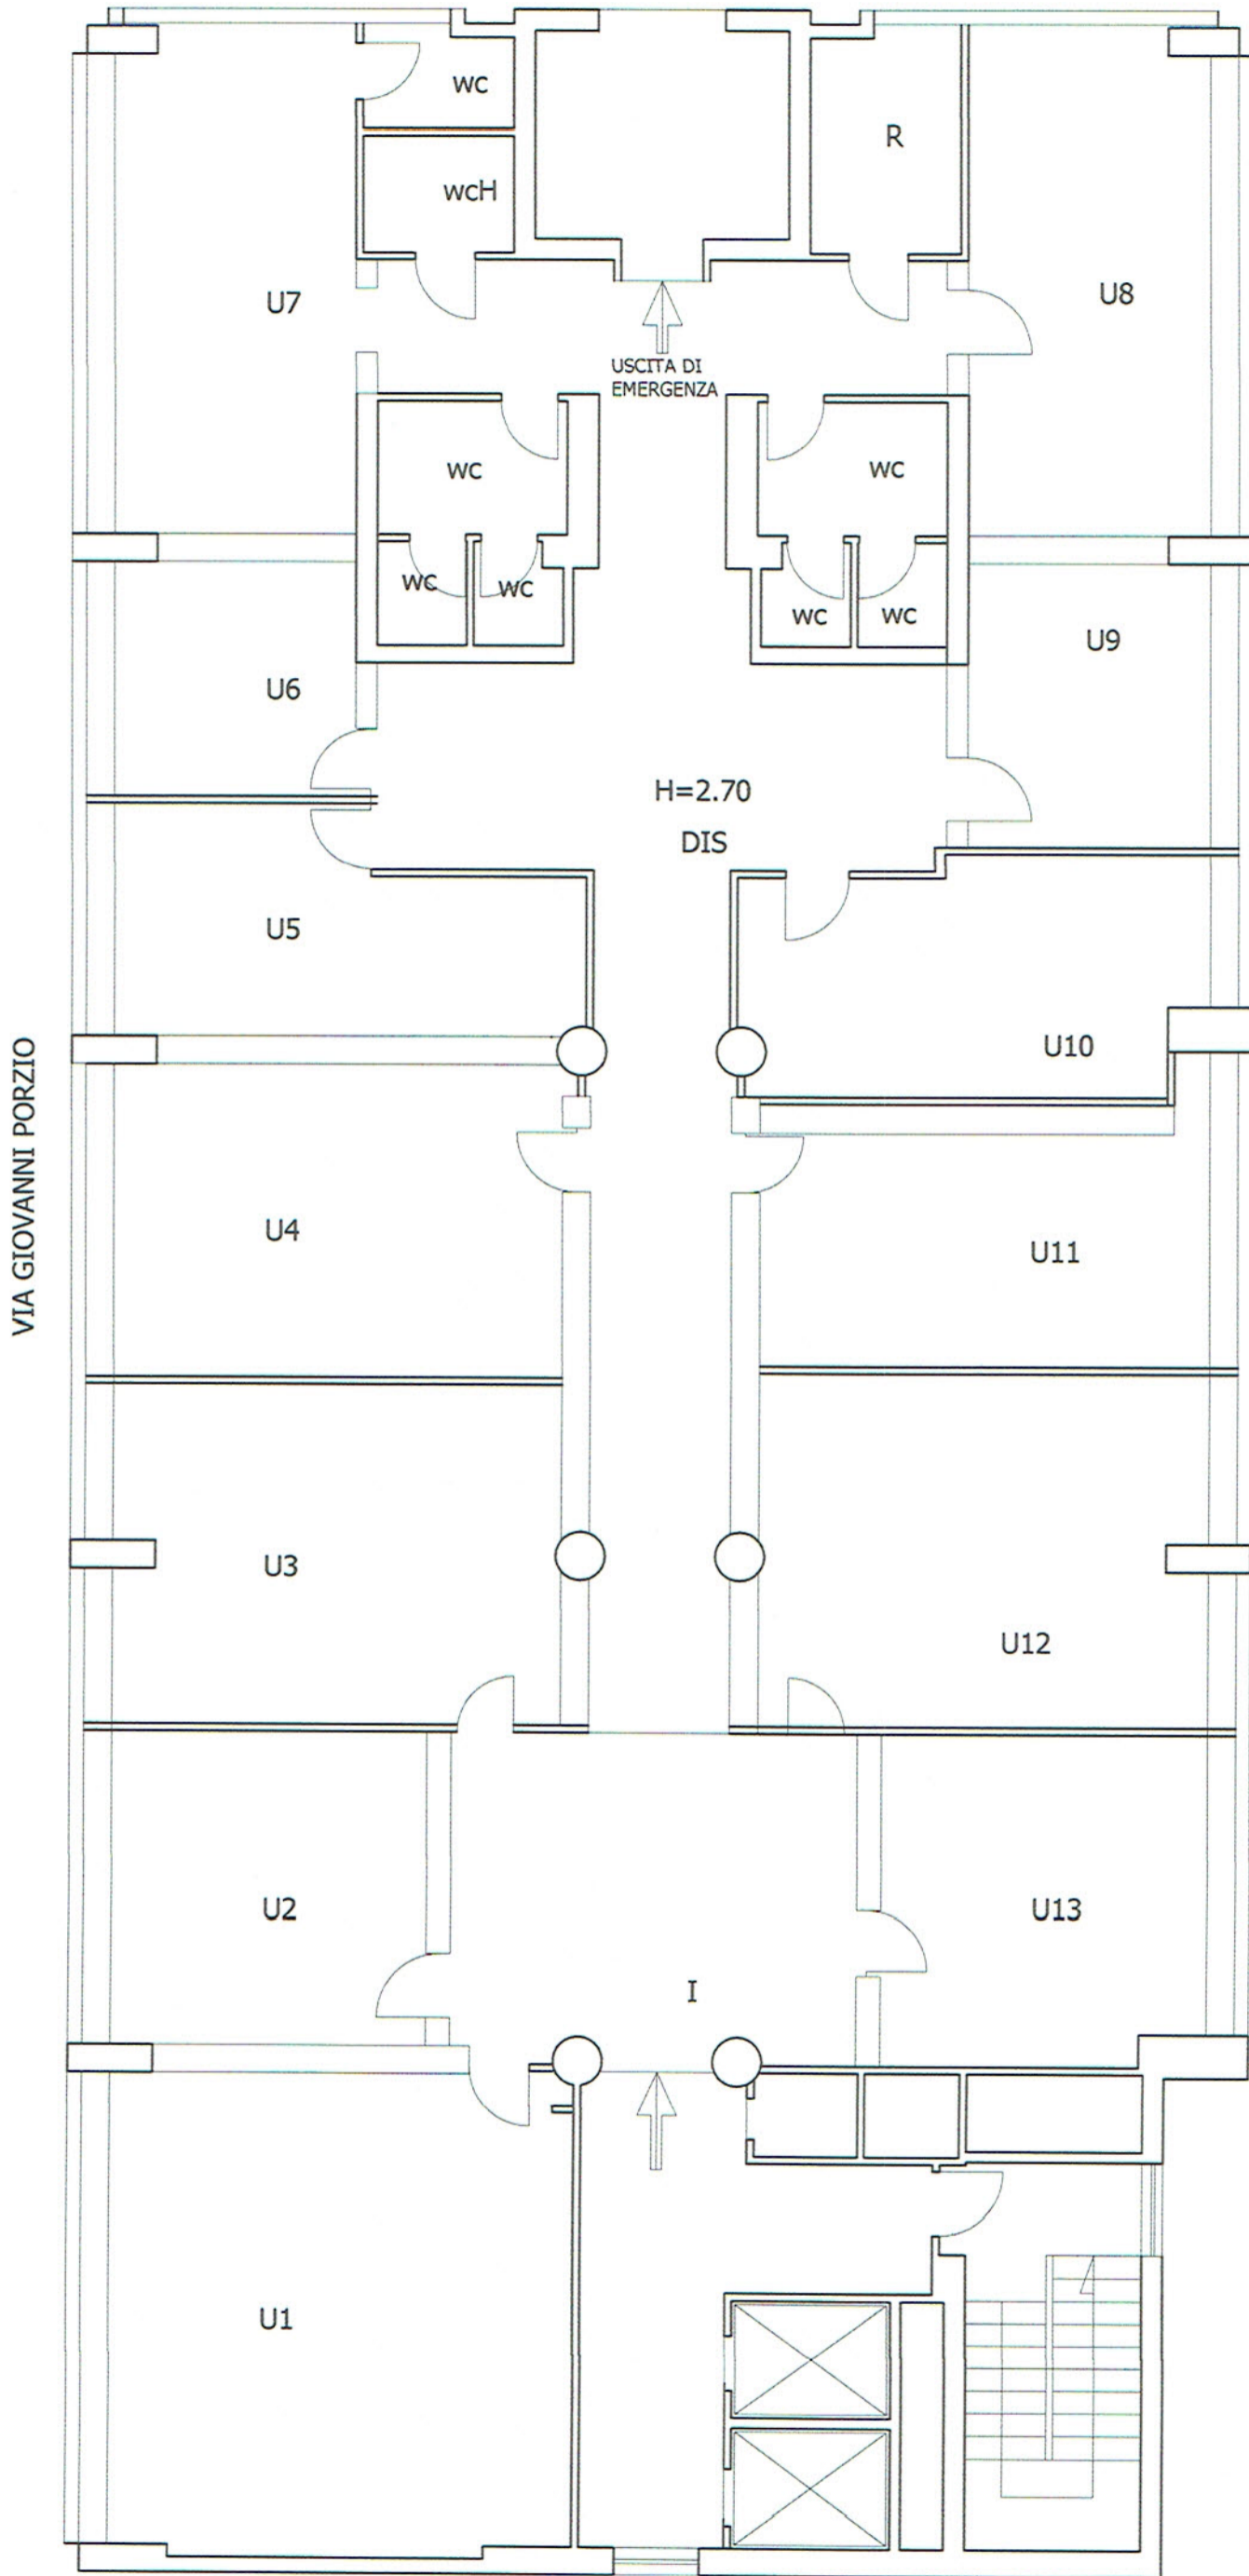 wc
R
wcH
U7
U8
USCITA DI
EMERGENZA
wc
wc
wc
wc
wc
wc
U9
U6
H=2.70
DIS
U5
U10
VIA GIOVANNI PORZIO
U4
U11
U3
U12
U2
U13
I
U1